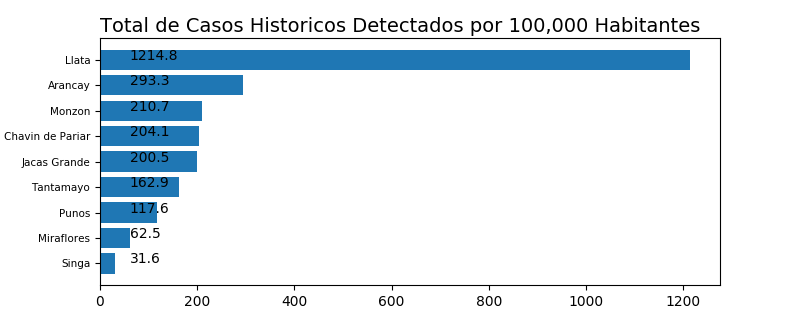 Total de Casos Historicos Detectados por 100,000 Habitantes
Llata 1214.8
Arancay 293.3
Monzon 210.7
Chavin de Pariar 204.1
Jacas Grande 200.5
Tantamayo 162.9
Punos 117.6
Miraflores 62.5
Singa 31.6
0 200 400 600 800 1000 1200